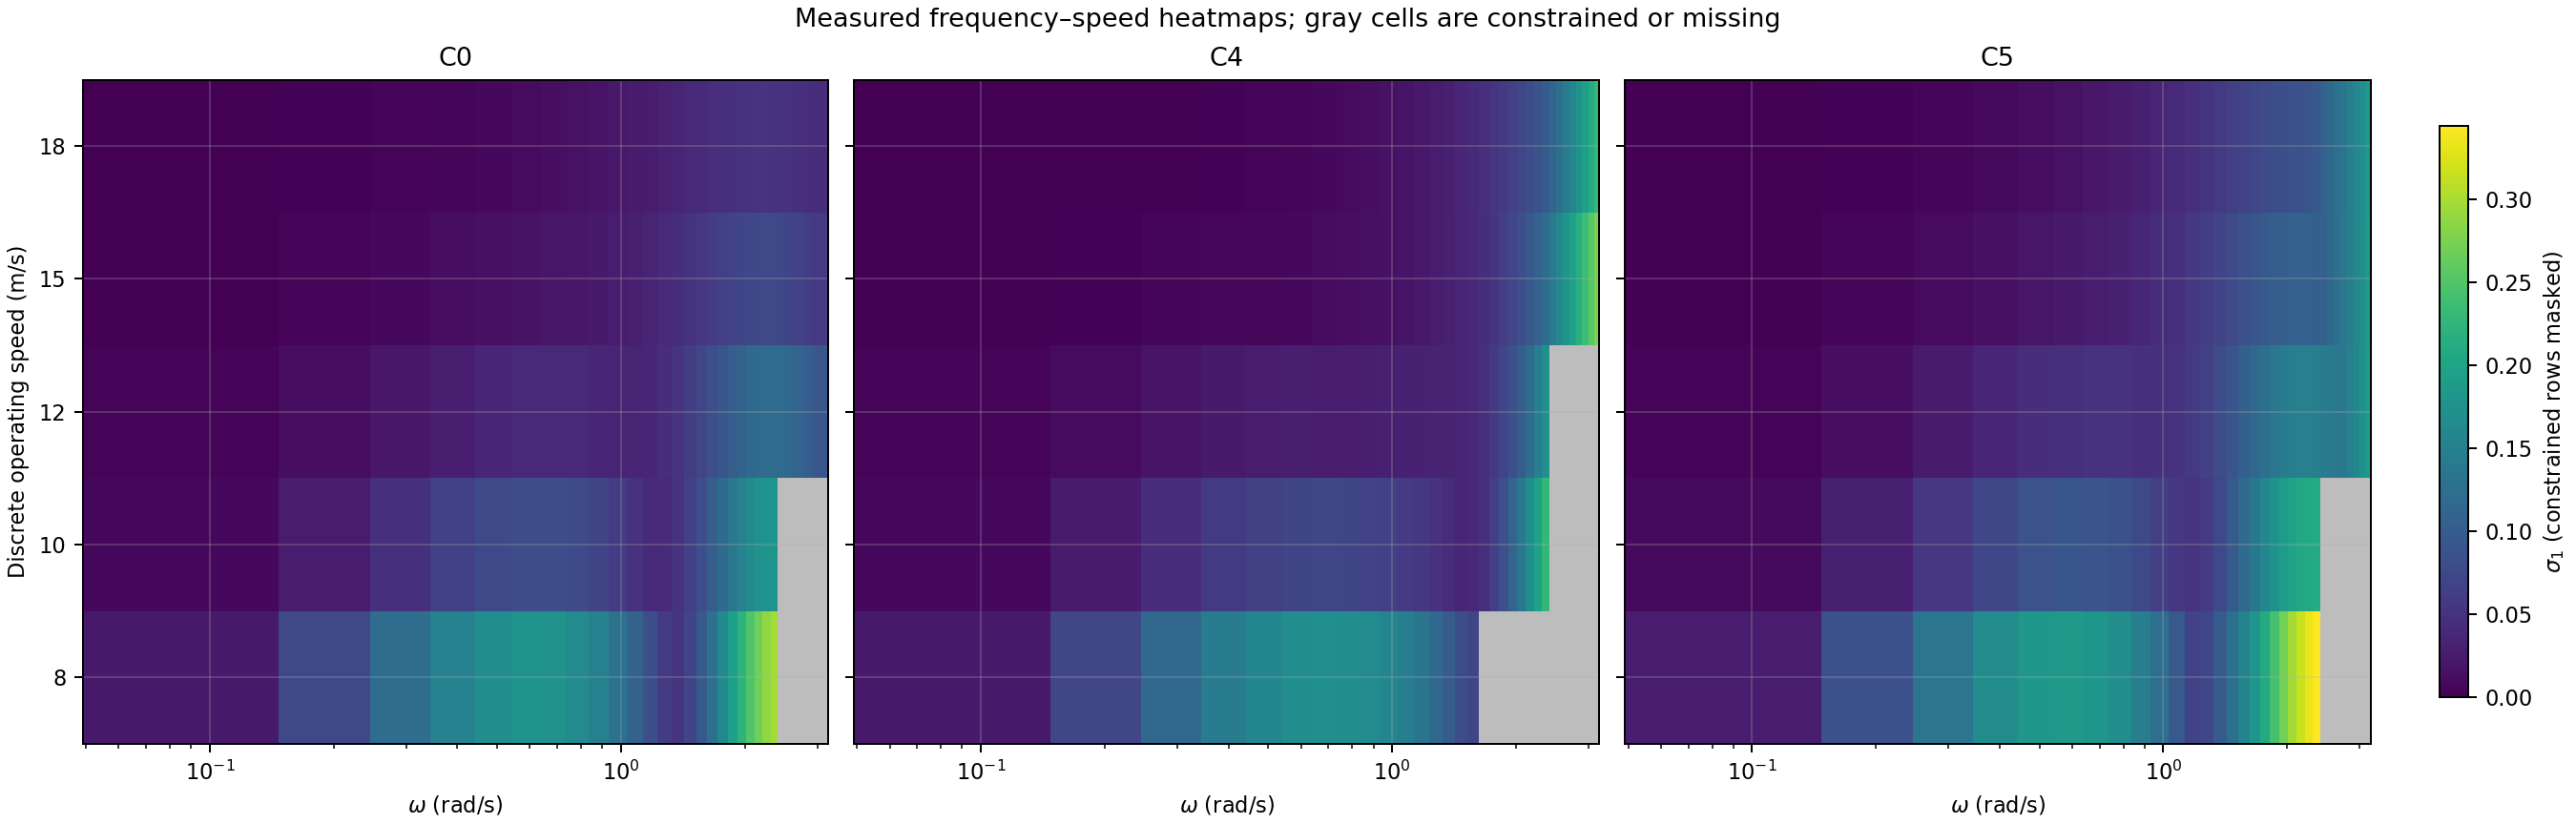 Measured frequency–speed heatmaps; gray cells are constrained or missing
C0
C4
C5
Discrete operating speed (m/s)
18
15
12
10
8
10⁻¹
10⁰
ω (rad/s)
10⁻¹
10⁰
ω (rad/s)
10⁻¹
10⁰
ω (rad/s)
0.30
0.25
0.20
0.15
0.10
0.05
0.00
σ₁ (constrained rows masked)